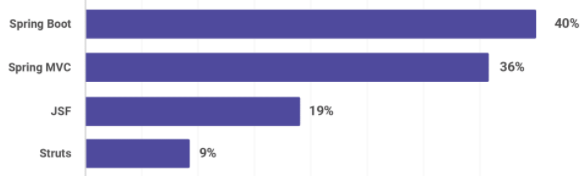 Spring Boot 40%
Spring MVC 36%
JSF 19%
Struts 9%